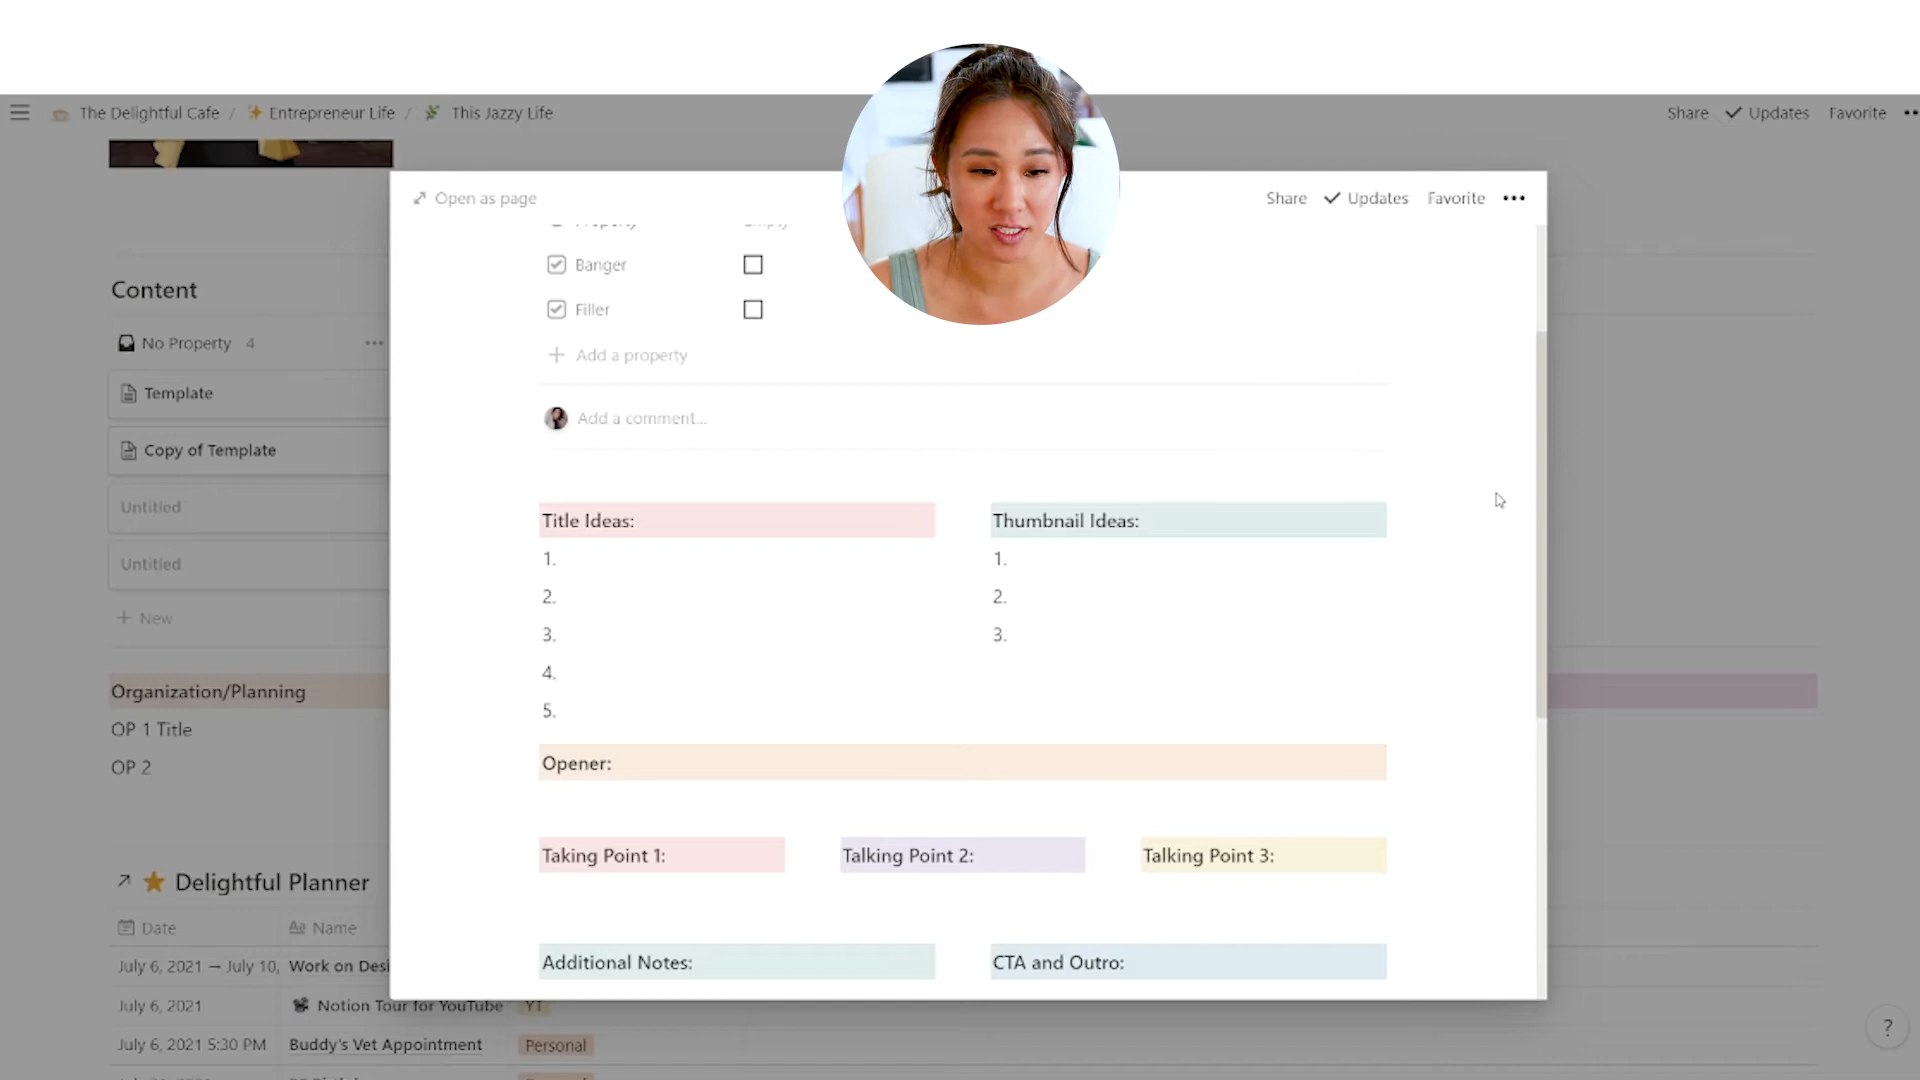 The Delightful Cafe / Entrepreneur Life / This Jazzy Life
Share Updates Favorite
Open as page
Share Updates Favorite
Property
Empty
Banger
Filler
Add a property
Add a comment...
Content
No Property 4
Template
Copy of Template
Untitled
Untitled
New
Organization/Planning
OP 1 Title
OP 2
Title Ideas:
1.
2.
3.
4.
5.
Thumbnail Ideas:
1.
2.
3.
Opener:
Taking Point 1:
Talking Point 2:
Talking Point 3:
Additional Notes:
CTA and Outro:
Delightful Planner
Date Aa Name
July 6, 2021 → July 10, Work on Desi
July 6, 2021 Notion Tour for YouTube YT
July 6, 2021 5:30 PM Buddy's Vet Appointment Personal
?